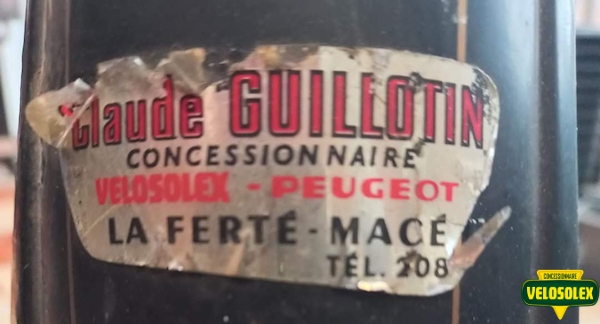 Claude GUILLOTIN
CONCESSIONNAIRE
VELOSOLEX - PEUGEOT
LA FERTÉ-MACÉ
TÉL. 208
CONCESSIONNAIRE
VELOSOLEX